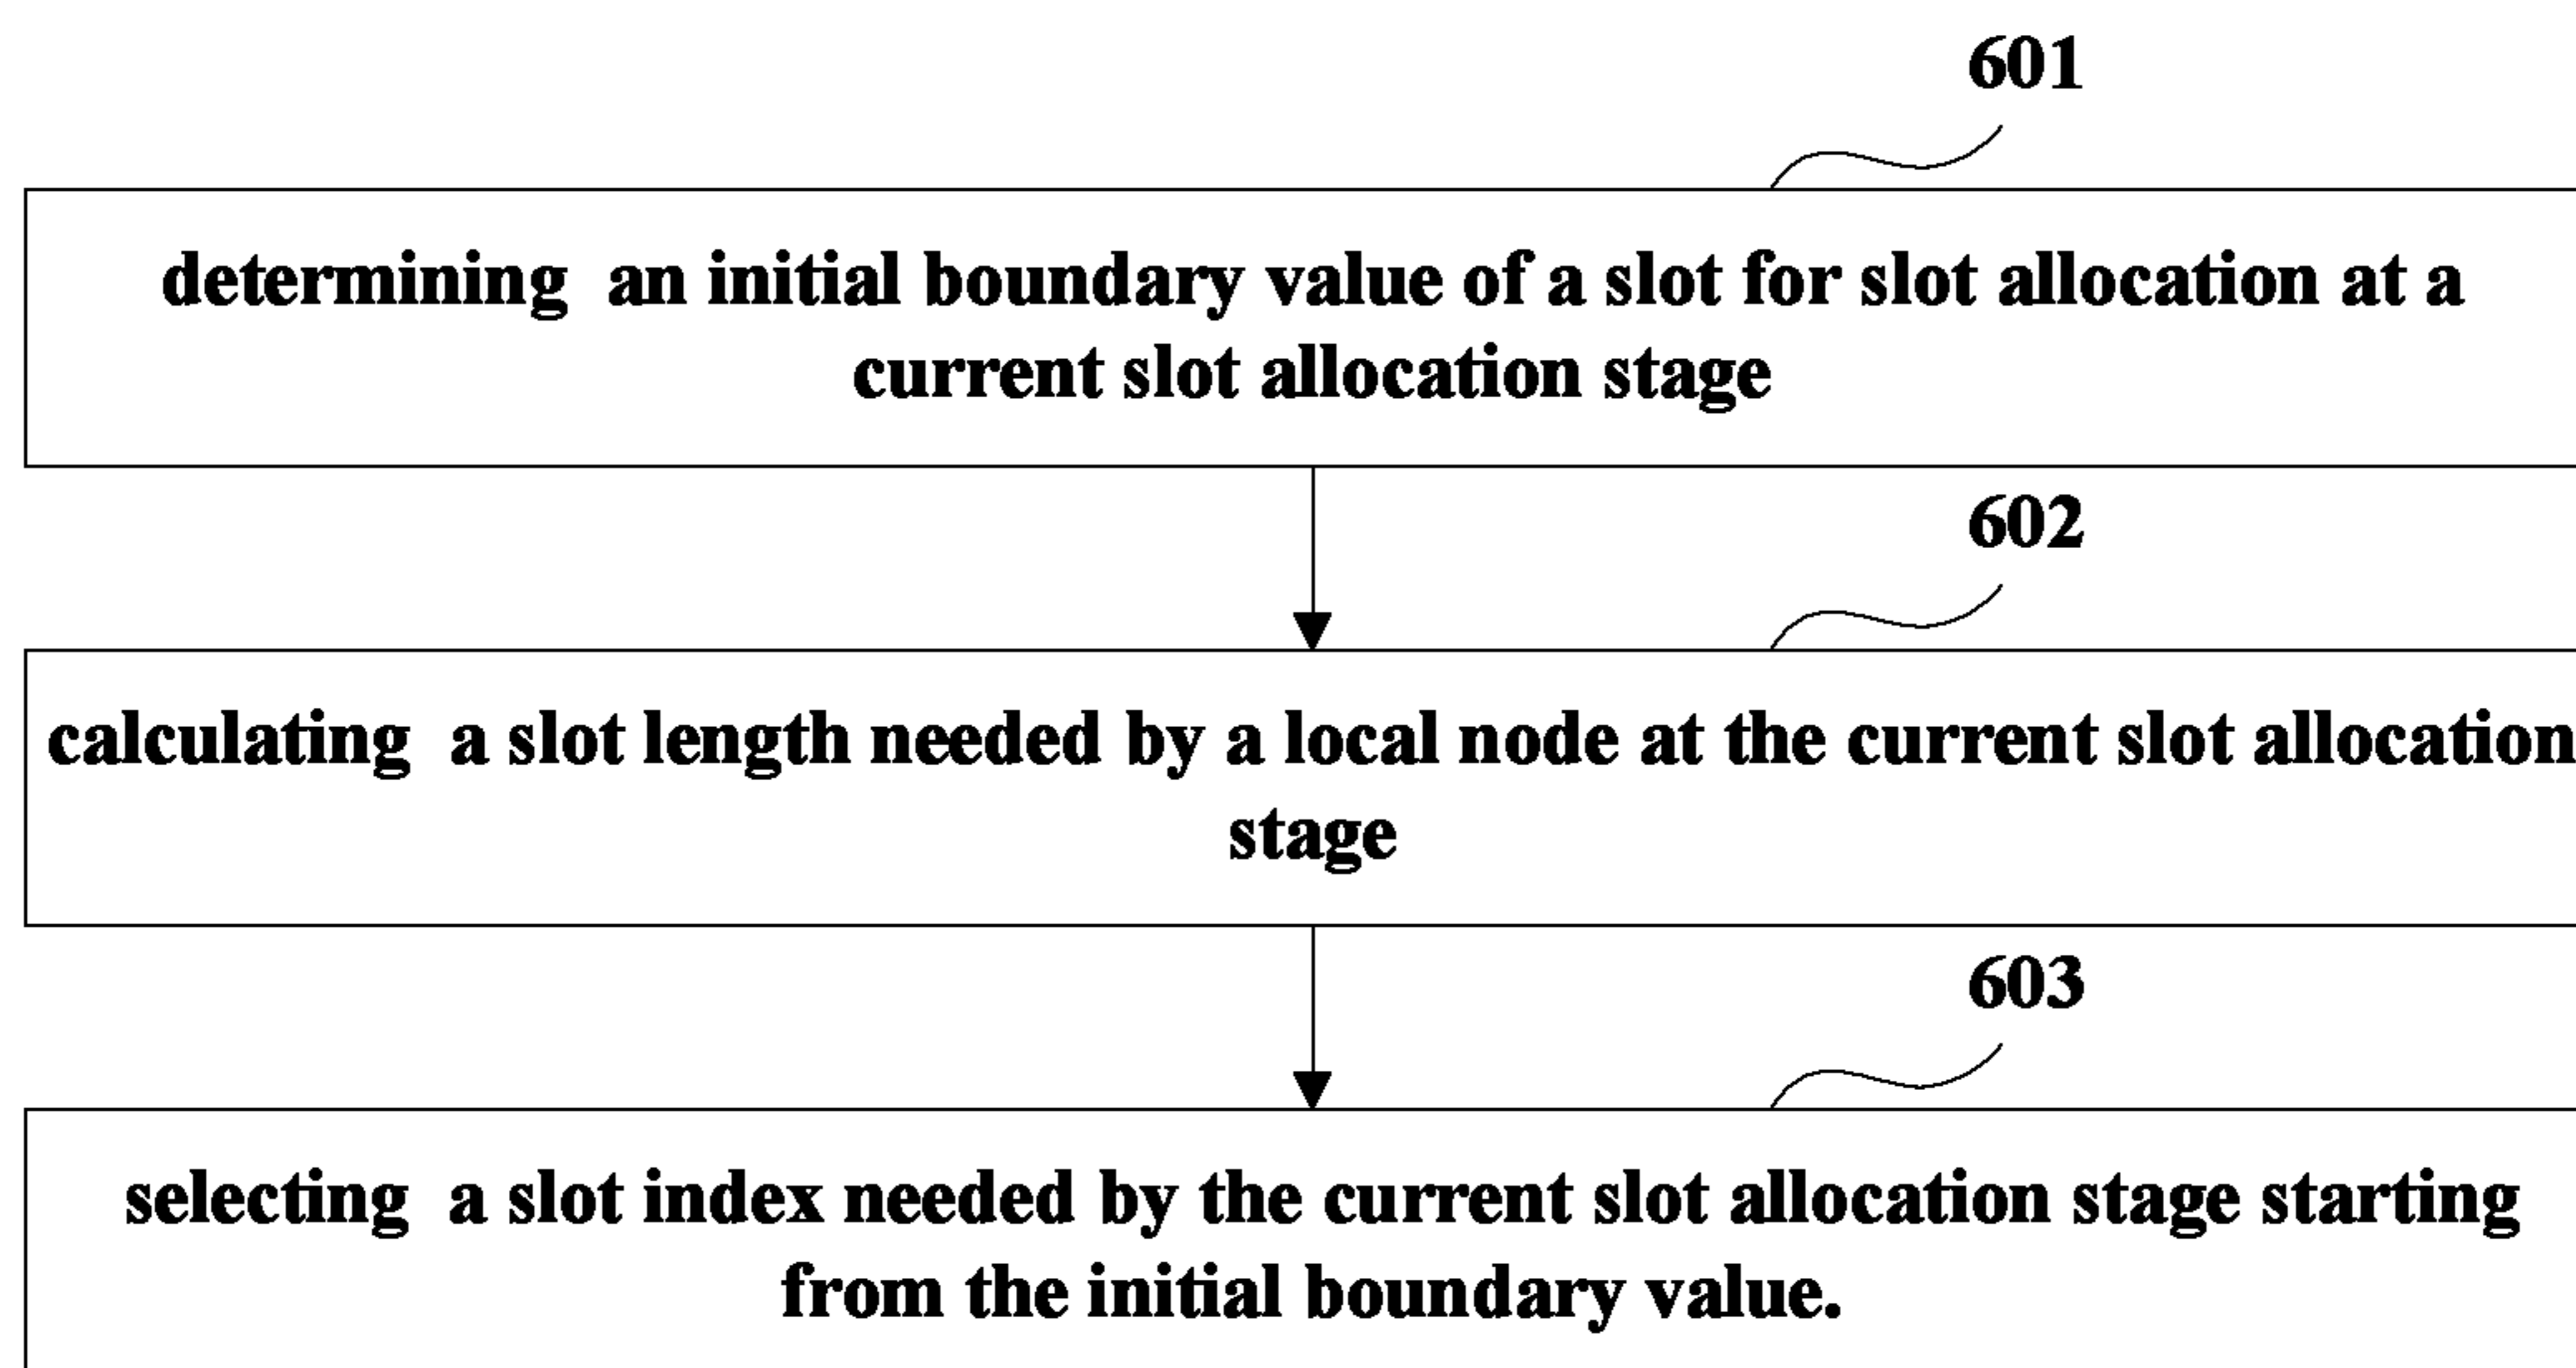 601
determining an initial boundary value of a slot for slot allocation at a
current slot allocation stage
602
calculating a slot length needed by a local node at the current slot allocation
stage
603
selecting a slot index needed by the current slot allocation stage starting
from the initial boundary value.